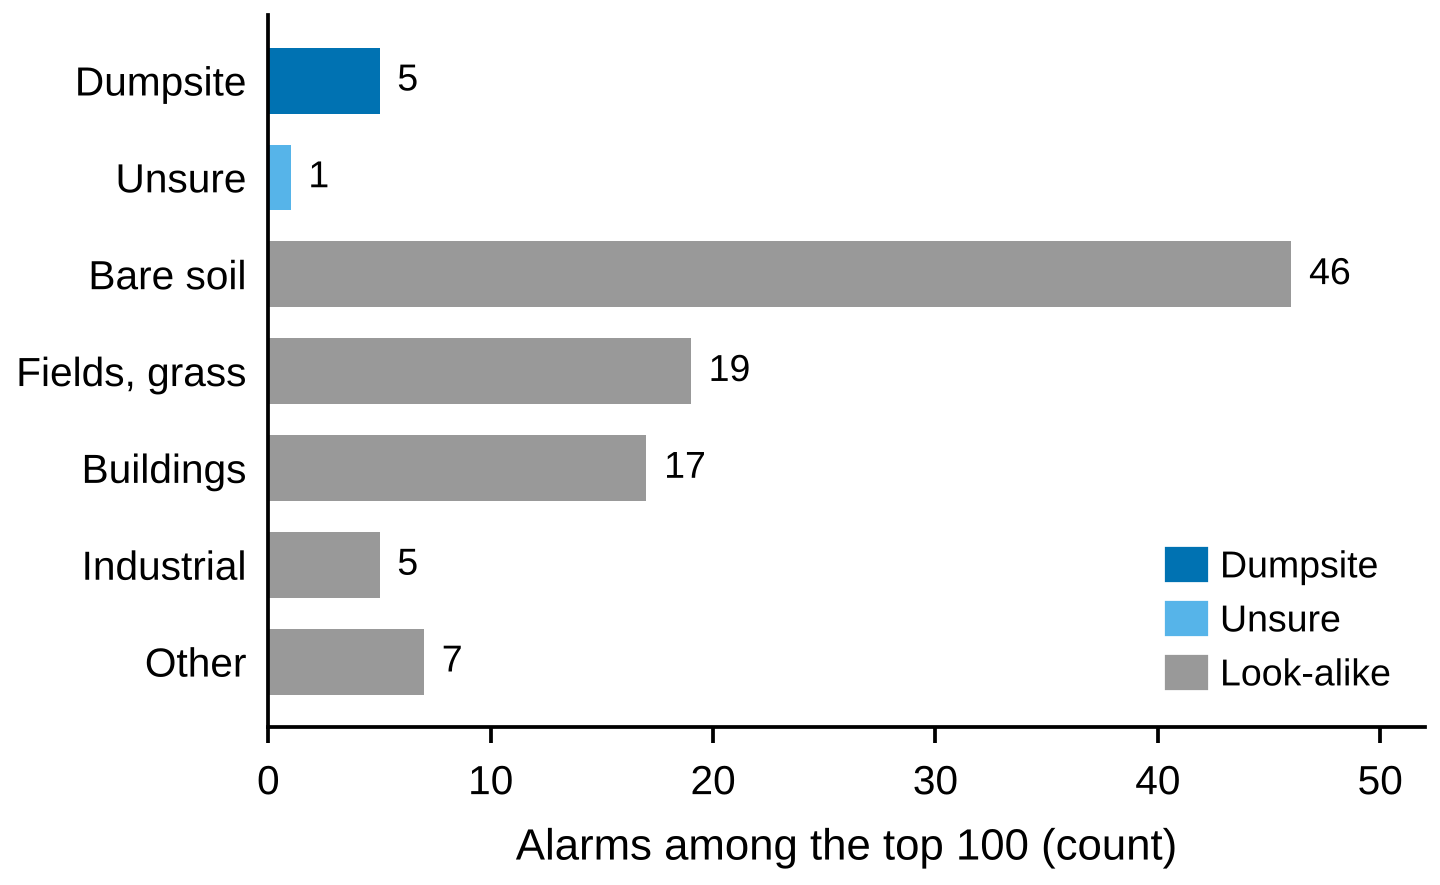 Dumpsite 5
Unsure 1
Bare soil 46
Fields, grass 19
Buildings 17
Industrial 5
Other 7
Dumpsite
Unsure
Look-alike
0 10 20 30 40 50
Alarms among the top 100 (count)